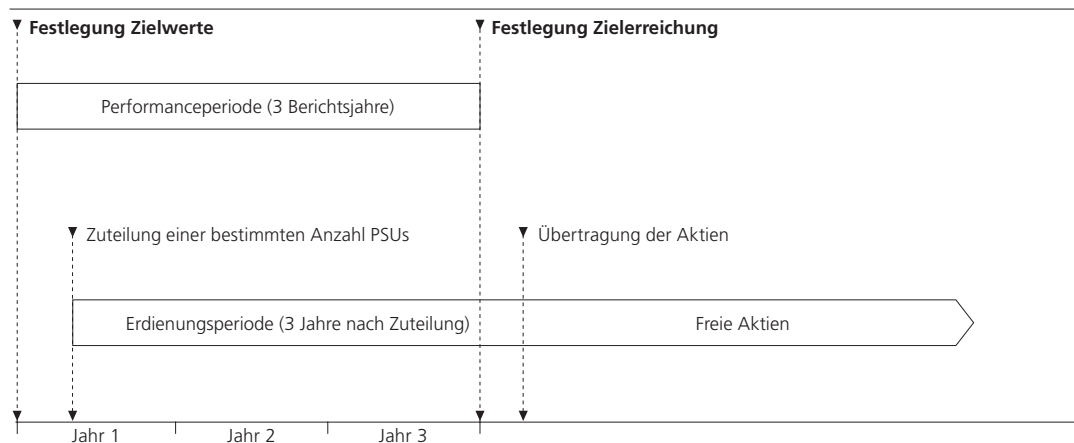 Festlegung Zielwerte
Festlegung Zielerreichung
Performanceperiode (3 Berichtsjahre)
Zuteilung einer bestimmten Anzahl PSUs
Übertragung der Aktien
Erdienungsperiode (3 Jahre nach Zuteilung)
Freie Aktien
Jahr 1
Jahr 2
Jahr 3